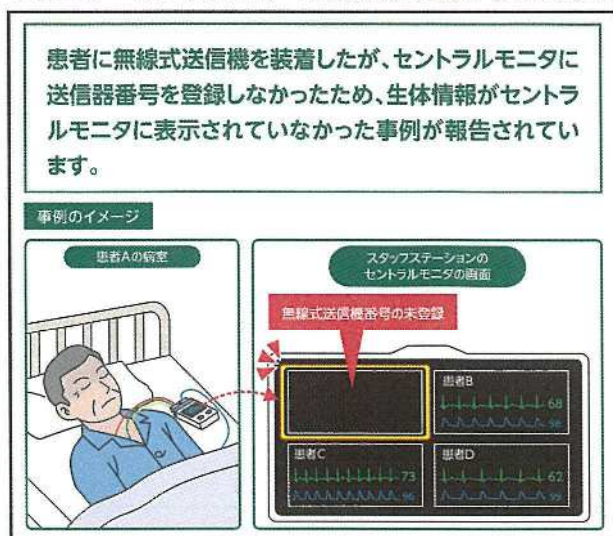 患者に無線式送信機を装着したが、セントラルモニタに
送信器番号を登録しなかったため、生体情報がセントラ
ルモニタに表示されていなかった事例が報告されてい
ます。
事例のイメージ
患者Aの病室
スタッフステーションの
セントラルモニタの画面
無線式送信機番号の未登録
患者B
68
98
患者C
73
96
患者D
62
99